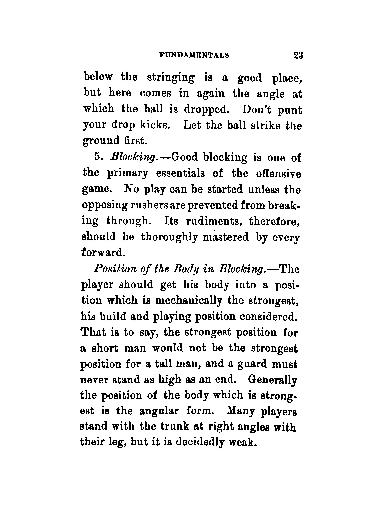 FUNDAMENTALS 23
below the stringing is a good place,
but here comes in again the angle at
which the ball is dropped. Don't punt
your drop kicks. Let the ball strike the
ground first.
5. Blocking.—Good blocking is one of
the primary essentials of the offensive
game. No play can be started unless the
opposing rushers are prevented from break-
ing through. Its rudiments, therefore,
should be thoroughly mastered by every
forward.
Position of the Body in Blocking.—The
player should get his body into a posi-
tion which is mechanically the strongest,
his build and playing position considered.
That is to say, the strongest position for
a short man would not be the strongest
position for a tall man, and a guard must
never stand as high as an end. Generally
the position of the body which is strong-
est is the angular form. Many players
stand with the trunk at right angles with
their leg, but it is decidedly weak.